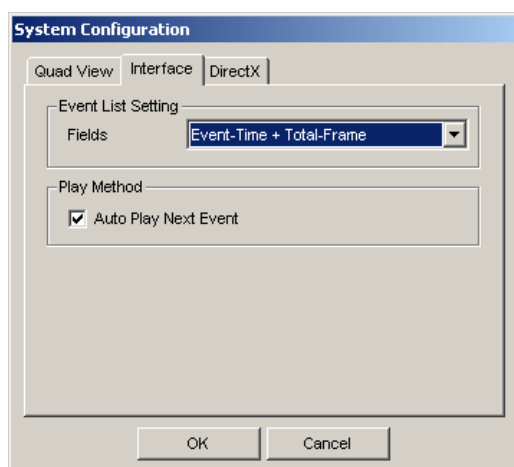 System Configuration
Quad View Interface DirectX
Event List Setting
Fields Event-Time + Total-Frame
Play Method
Auto Play Next Event
OK Cancel